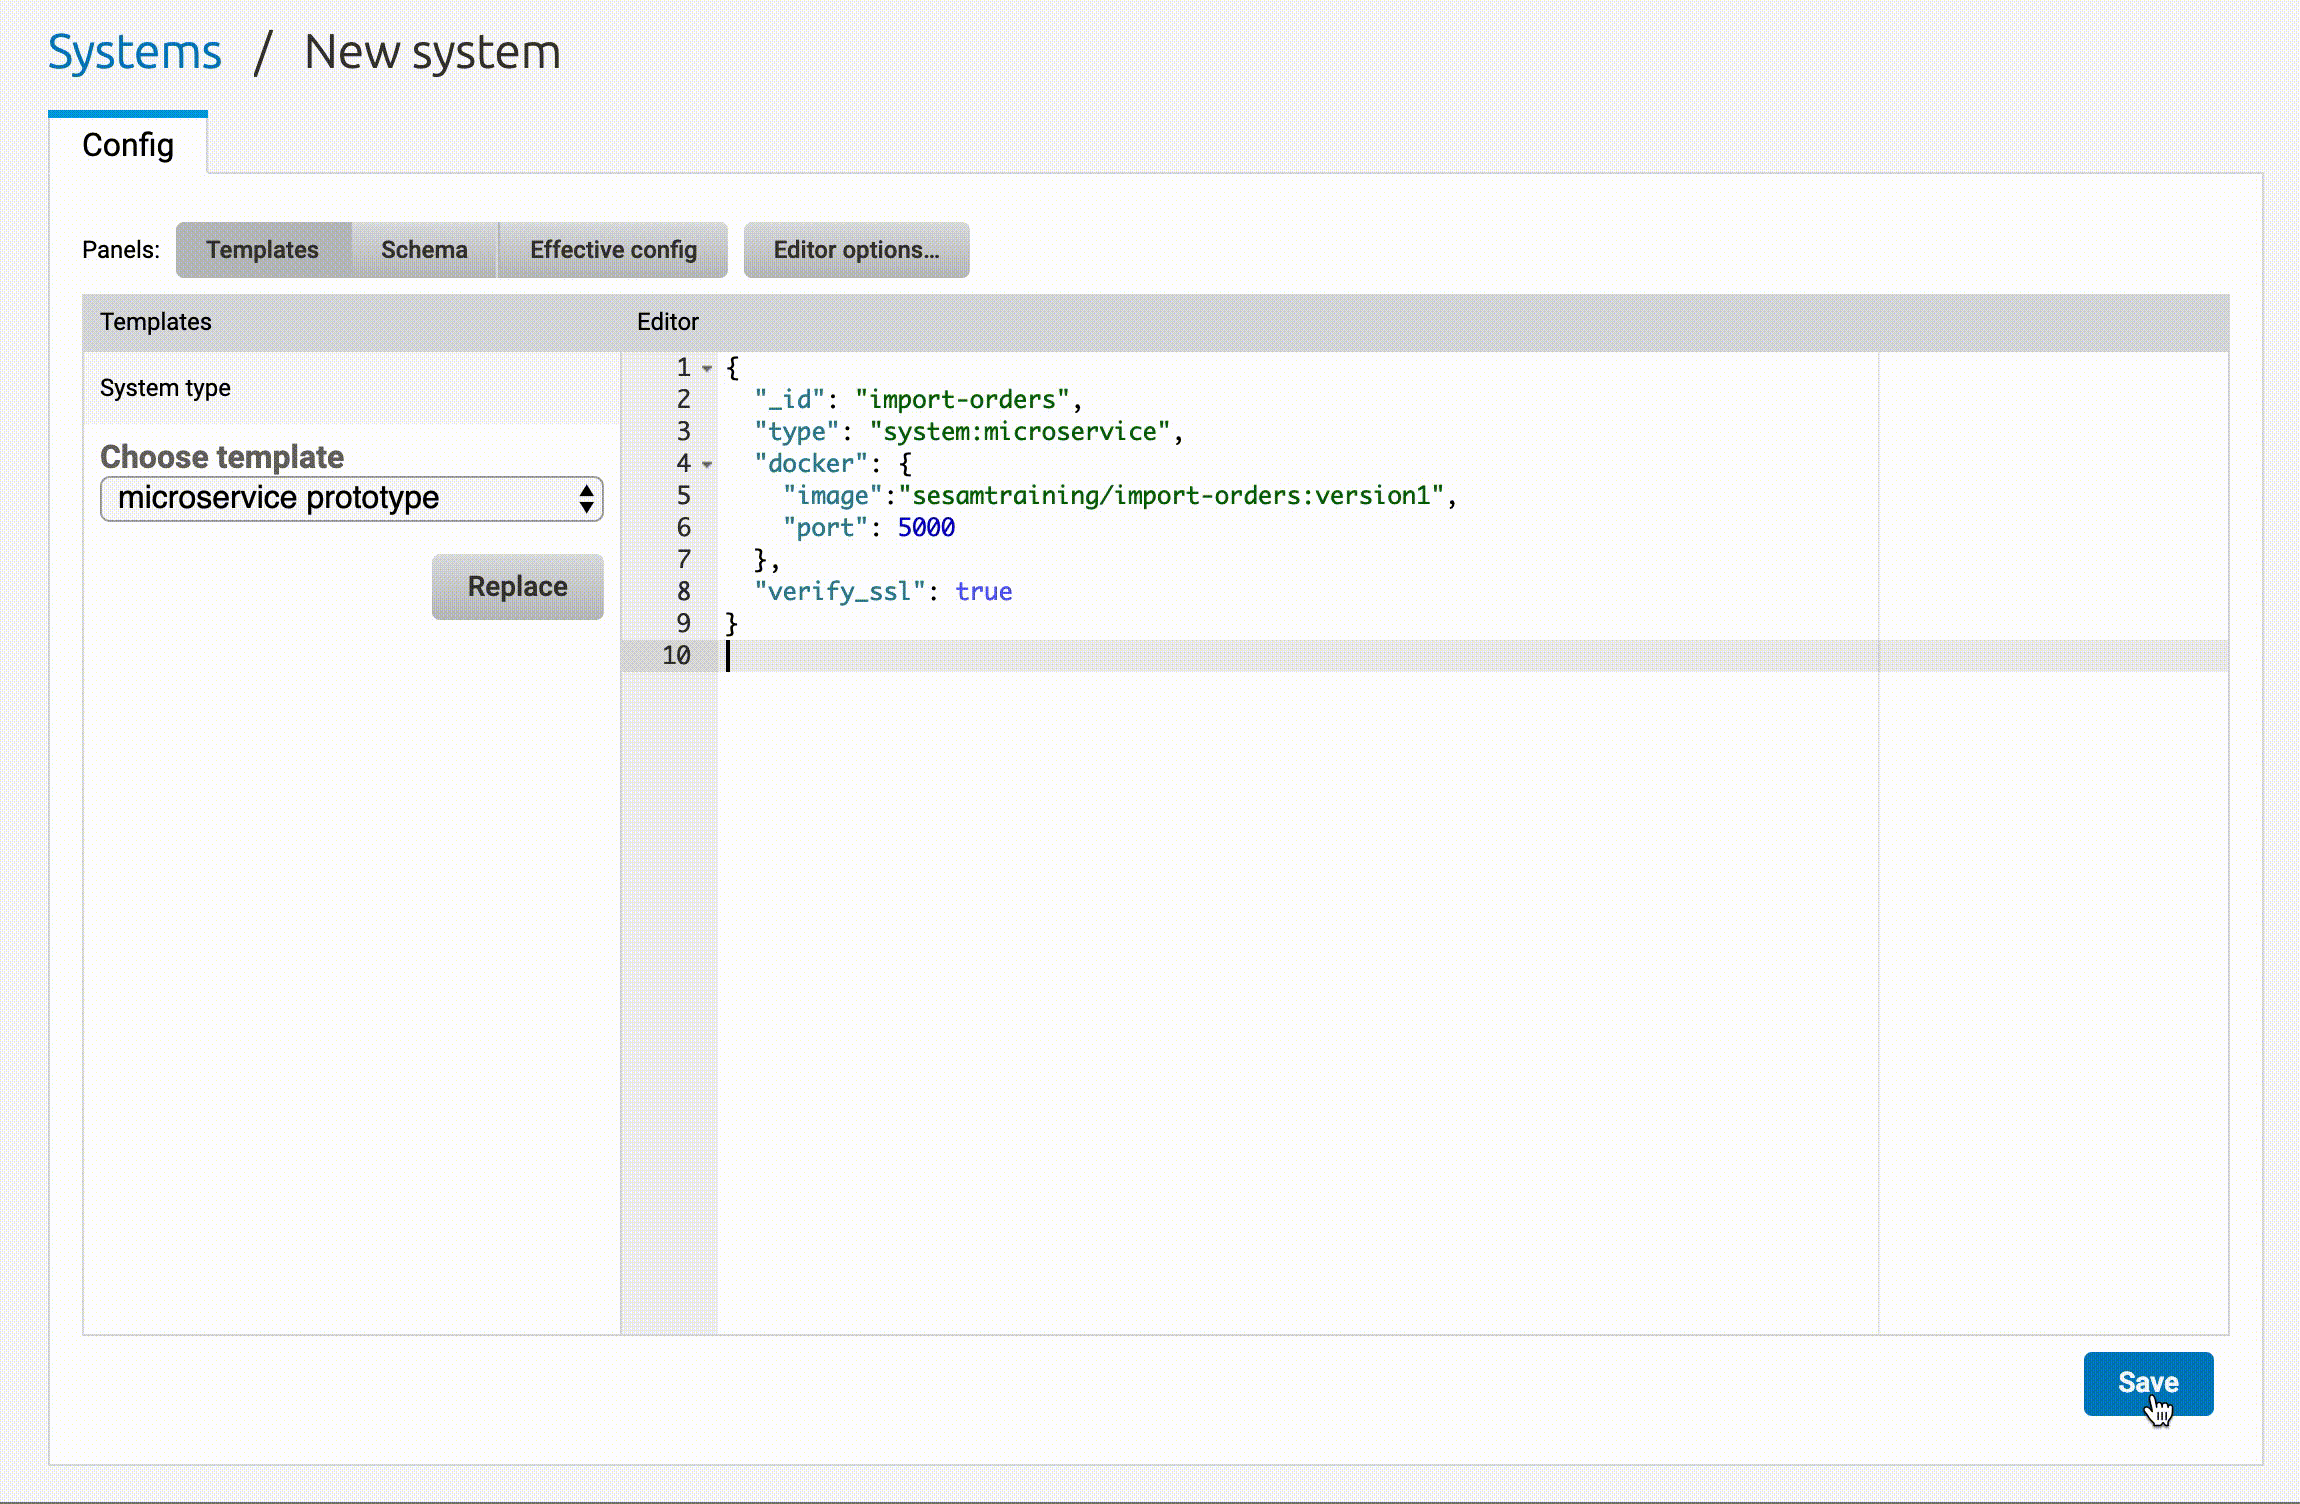 Systems / New system
Config
Panels: Templates Schema Effective config Editor options...
Templates Editor
System type
Choose template
microservice prototype
Replace
1 {
2 "_id": "import-orders",
3 "type": "system:microservice",
4 "docker": {
5 "image":"sesamtraining/import-orders:version1",
6 "port": 5000
7 },
8 "verify_ssl": true
9 }
10
Save